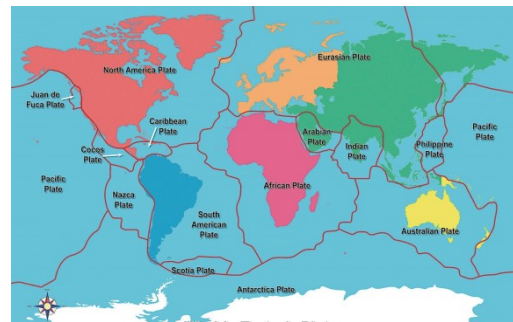 North America Plate
Eurasian Plate
Juan de
Fuca Plate
Caribbean
Plate
Cocos
Plate
Arabian
Plate
Indian
Plate
Philippine
Plate
Pacific
Plate
Pacific
Plate
Nazca
Plate
African Plate
South
American
Plate
Australian Plate
Scotia Plate
Antarctica Plate